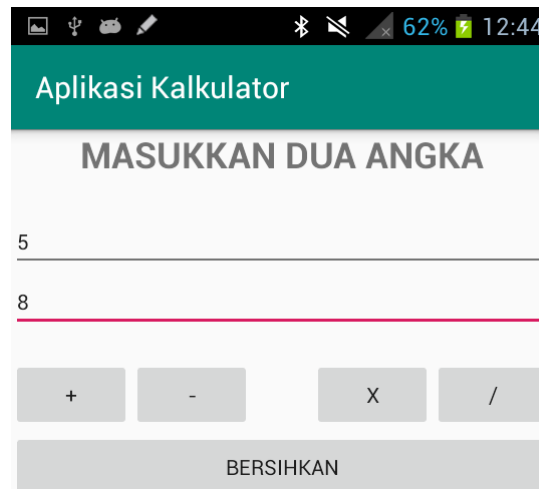 62% 12:44
Aplikasi Kalkulator
MASUKKAN DUA ANGKA
5
8
+ - X /
BERSIHKAN